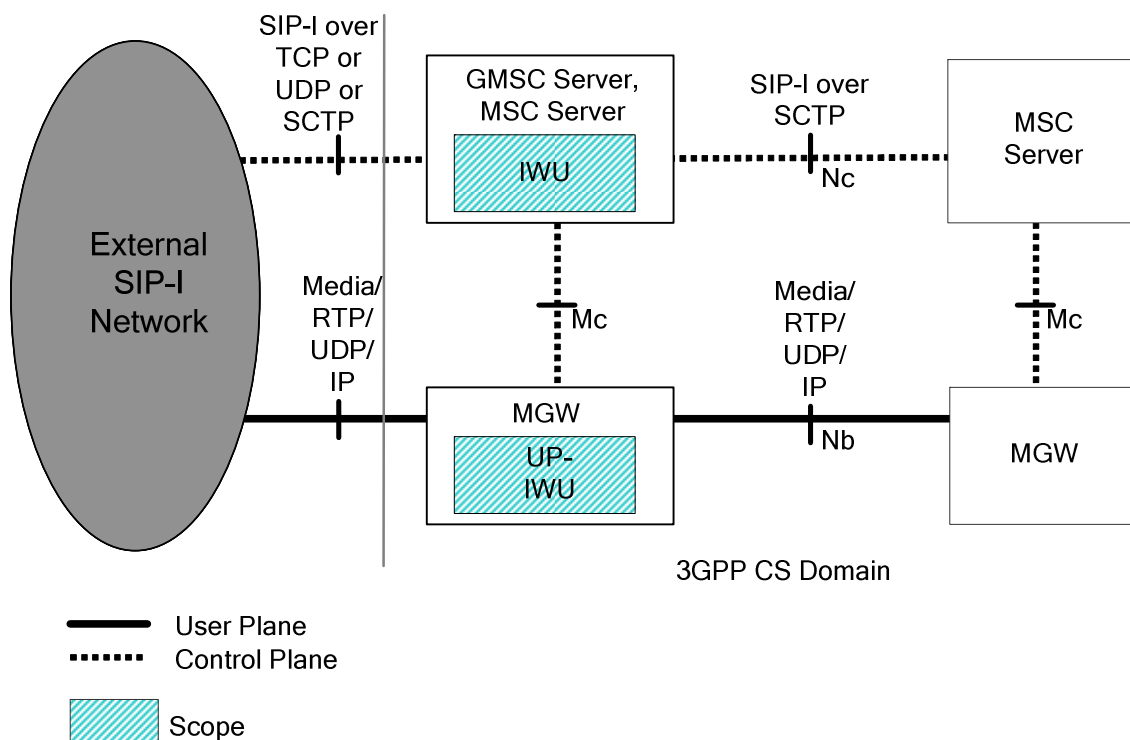 SIP-I over
TCP or
UDP or
SCTP
GMSC Server,
MSC Server
IWU
SIP-I over
SCTP
Nc
MSC
Server
External
SIP-I
Network
Media/
RTP/
UDP/
IP
Mc
Media/
RTP/
UDP/
IP
Mc
MGW
UP-
IWU
Nb
MGW
3GPP CS Domain
User Plane
Control Plane
Scope